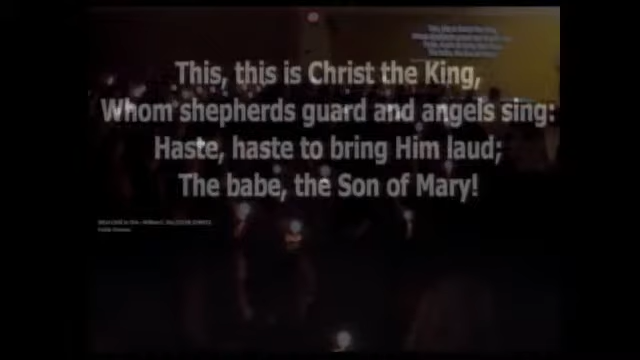 This, this is Christ the King,
Whom shepherds guard and angels sing:
Haste, haste to bring Him laud;
The babe, the Son of Mary!